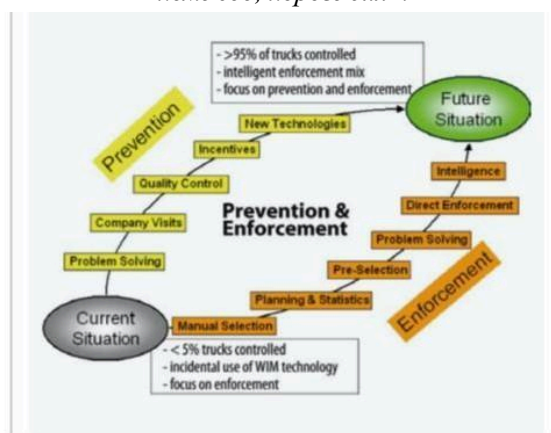 - >95% of trucks controlled
- intelligent enforcement mix
- focus on prevention and enforcement
Future
Situation
Prevention
New Technologies
Incentives
Quality Control
Company Visits
Problem Solving
Prevention &
Enforcement
Intelligence
Direct Enforcement
Problem Solving
Pre-Selection
Planning & Statistics
Manual Selection
Enforcement
Current
Situation
- < 5% trucks controlled
- incidental use of WIM technology
- focus on enforcement